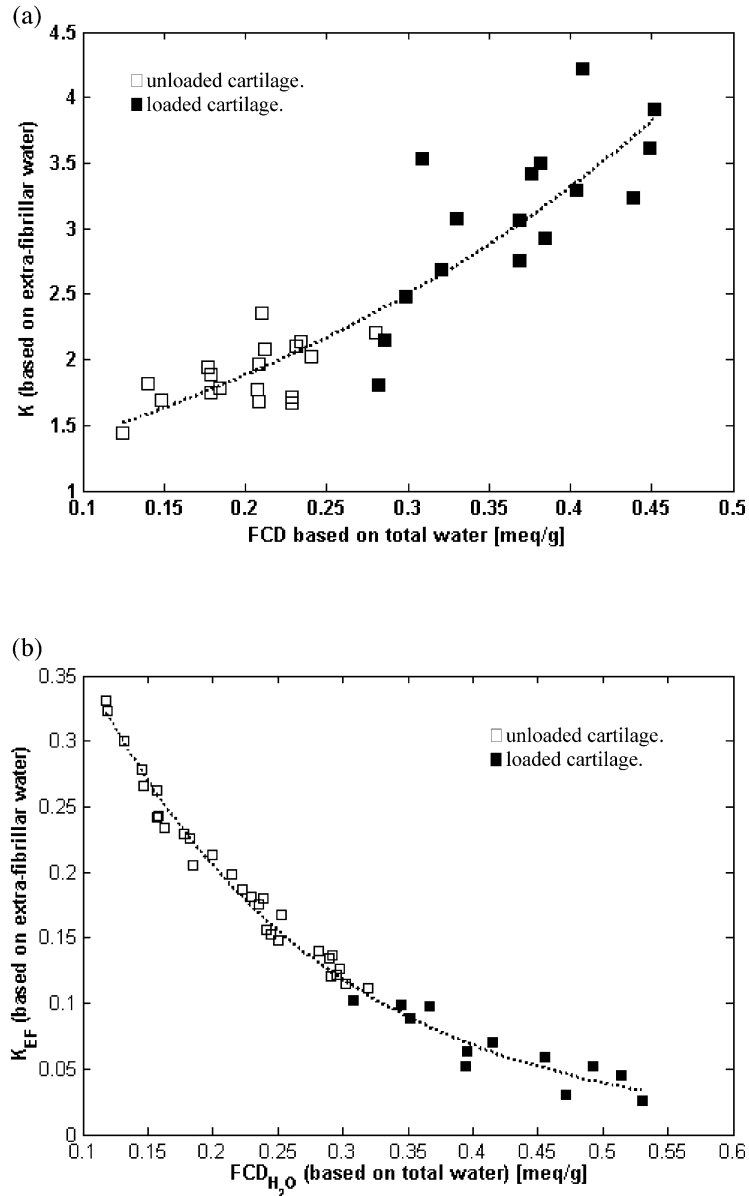 (a)
4.5
4
3.5
3
2.5
2
1.5
1
K (based on extra-fibrillar water)
unloaded cartilage.
loaded cartilage.
0.1 0.15 0.2 0.25 0.3 0.35 0.4 0.45 0.5
FCD based on total water [meq/g]
(b)
0.35
0.3
0.25
0.2
0.15
0.1
0.05
0
K_EF (based on extra-fibrillar water)
unloaded cartilage.
loaded cartilage.
0.1 0.15 0.2 0.25 0.3 0.35 0.4 0.45 0.5 0.55 0.6
FCD_H₂O (based on total water) [meq/g]